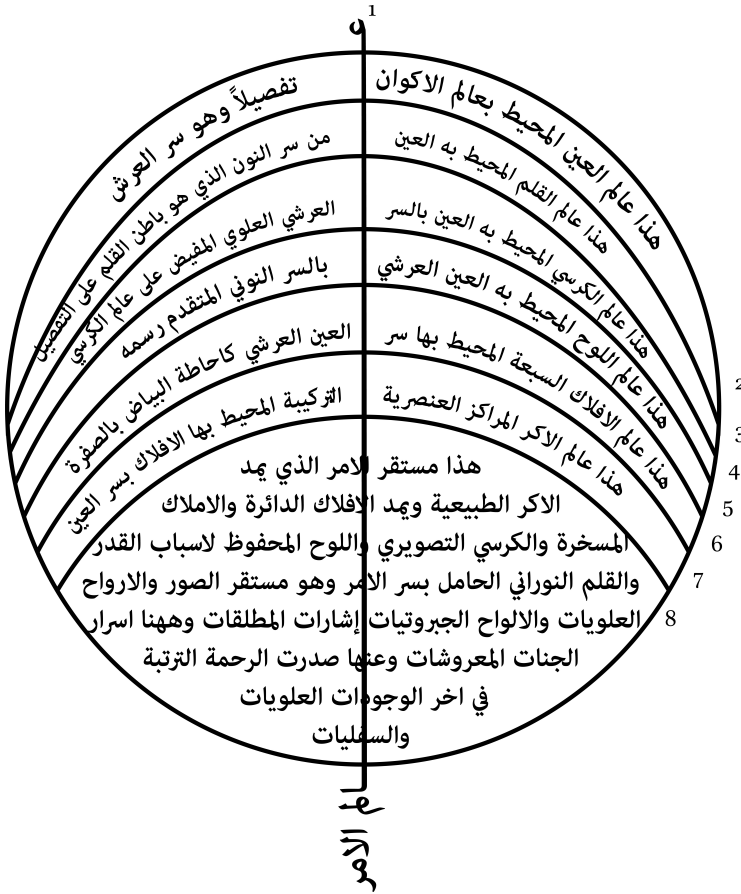 1
عالم الامر
هذا عالم العين المحيط بعالم الاكوان
تفصيلاً وهو سر العرش
هذا عالم القلم المحيط به العين
من سر النون الذي هو باطن القلم على التفصيل
هذا عالم الكرسي المحيط به العين بالسر
العرشي العلوي المفيض على عالم الكرسي
هذا عالم اللوح المحيط به العين العرشي
بالسر النوني المتقدم رسمه
هذا عالم الافلاك السبعة المحيط بها سر
العين العرشي كاحاطة البياض بالصفرة
هذا عالم الاكر المراكز العنصرية
التركيبة المحيط بها الافلاك بسر العين
هذا مستقر الامر الذي يمد
الاكر الطبيعية ويمد الافلاك الدائرة والاملاك
المسخرة والكرسي التصويري واللوح المحفوظ لاسباب القدر
والقلم النوراني الحامل بسر الامر وهو مستقر الصور والارواح
العلويات والالواح الجبروتيات إشارات المطلقات وههنا اسرار
الجنات المعروشات وعنها صدرت الرحمة الترتبة
في اخر الوجودات العلويات
والسفليات
2
3
4
5
6
7
8